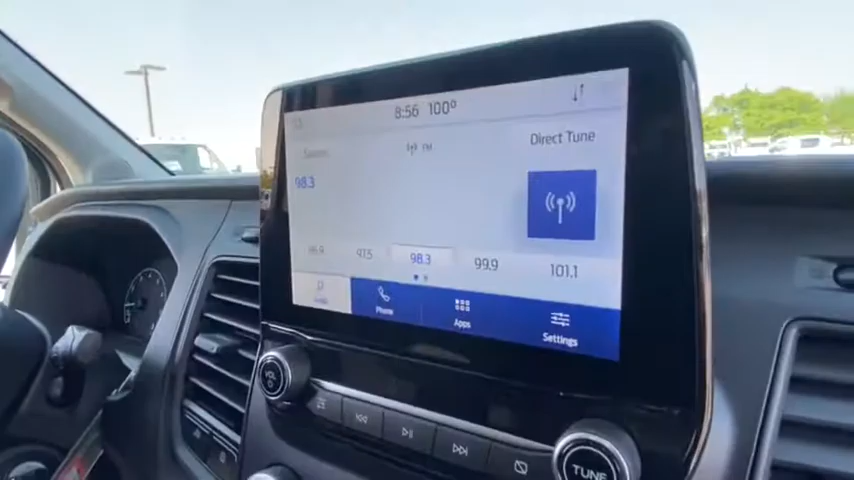 8:56 100°
FM
Direct Tune
98.3
97.5 98.3 99.9 101.1
Phone
Apps
Settings
VOL
TUNE